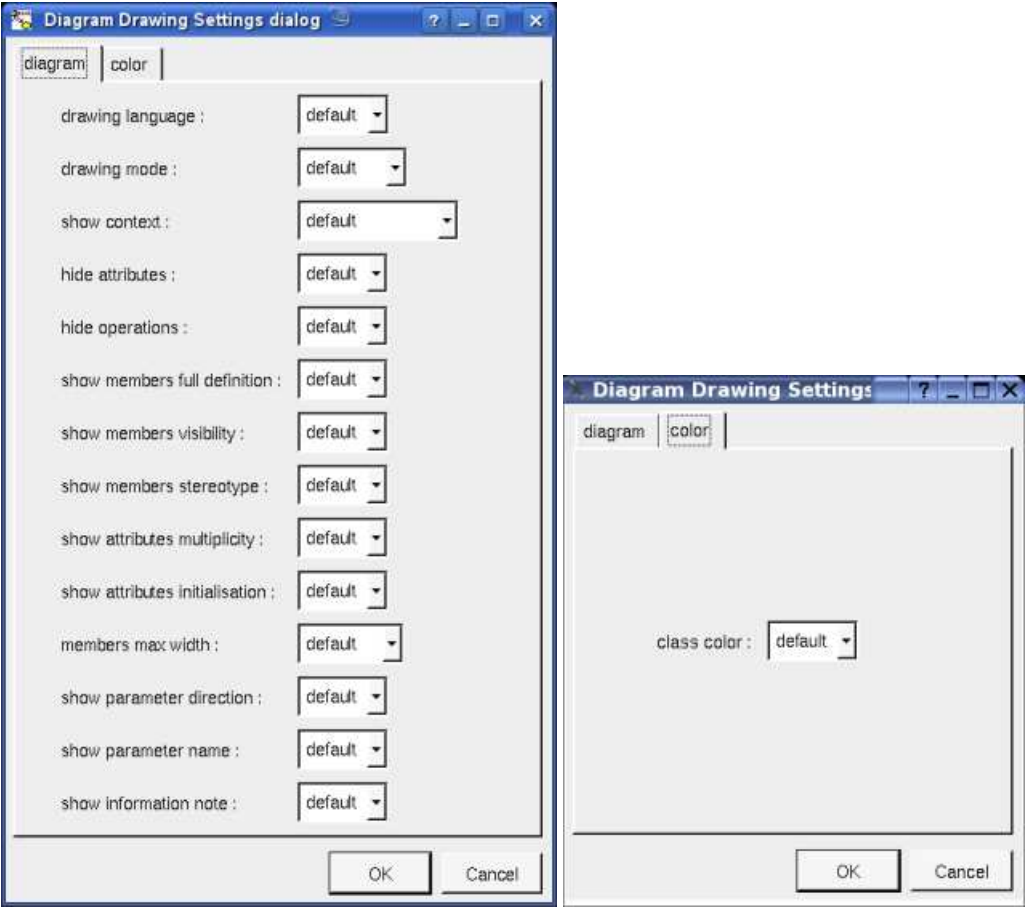 Diagram Drawing Settings dialog
diagram color
drawing language : default
drawing mode : default
show context : default
hide attributes : default
hide operations : default
show members full definition : default
show members visibility : default
show members stereotype : default
show attributes multiplicity : default
show attributes initialisation : default
members max width : default
show parameter direction : default
show parameter name : default
show information note : default
OK Cancel
Diagram Drawing Settings
diagram color
class color : default
OK Cancel